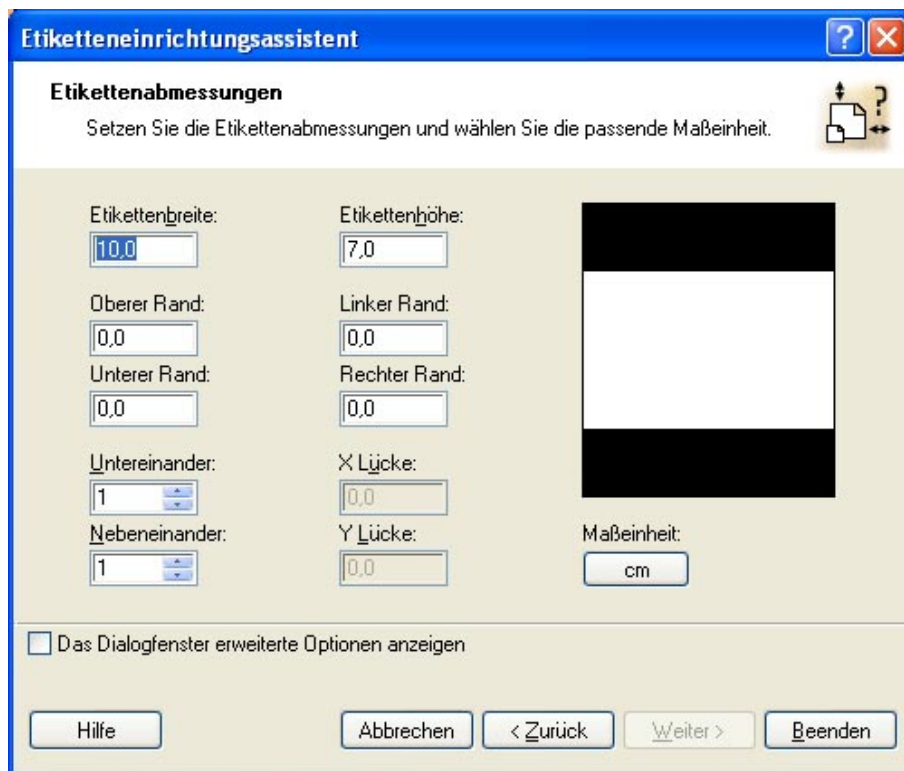 Etiketteneinrichtungsassistent
Etikettenabmessungen
Setzen Sie die Etikettenabmessungen und wählen Sie die passende Maßeinheit.
Etikettenbreite: Etikettenhöhe:
10,0 7,0
Oberer Rand: Linker Rand:
0,0 0,0
Unterer Rand: Rechter Rand:
0,0 0,0
Untereinander: X Lücke:
1 0,0
Nebeneinander: Y Lücke: Maßeinheit:
1 0,0 cm
Das Dialogfenster erweiterte Optionen anzeigen
Hilfe Abbrechen < Zurück Weiter > Beenden